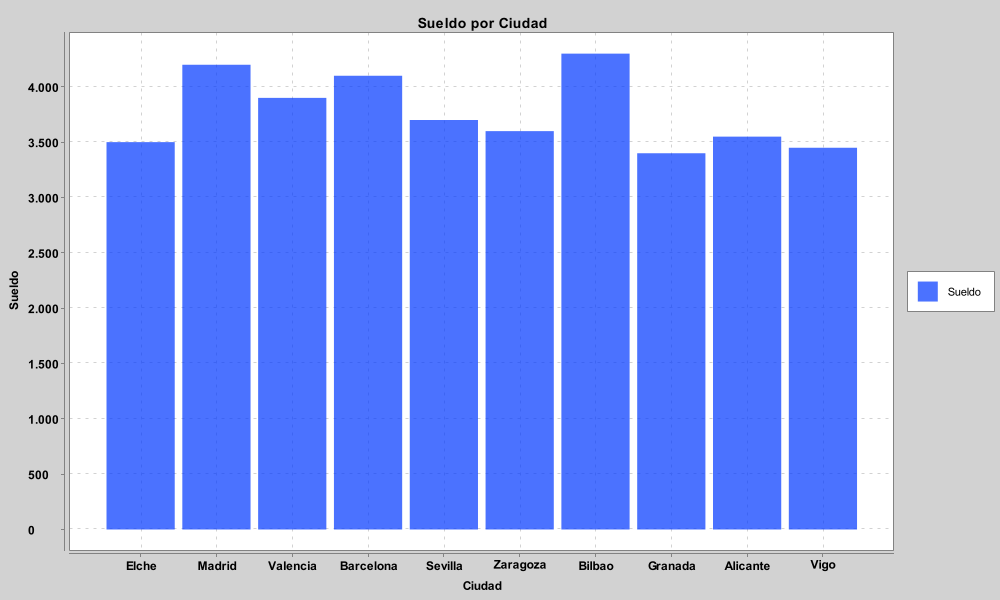 Sueldo por Ciudad
Sueldo
4.000
3.500
3.000
2.500
2.000
1.500
1.000
500
0
Elche Madrid Valencia Barcelona Sevilla Zaragoza Bilbao Granada Alicante Vigo
Ciudad
Sueldo